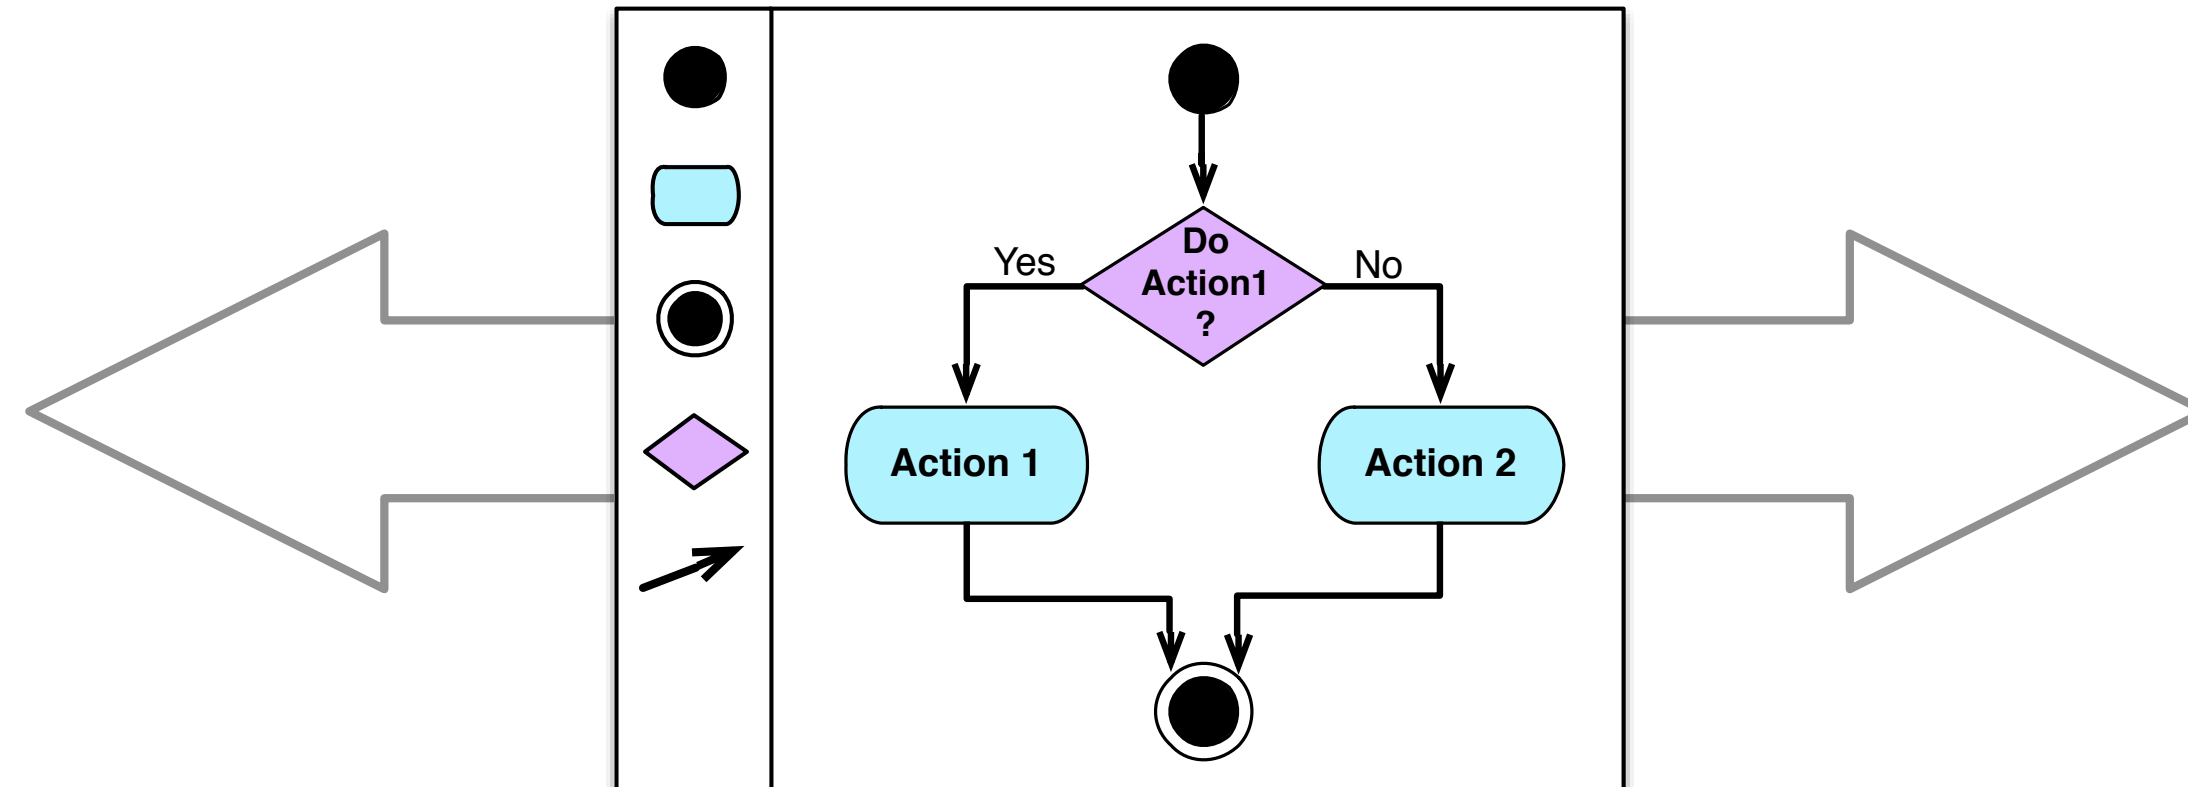 Do
Action1
?
Yes
No
Action 1
Action 2